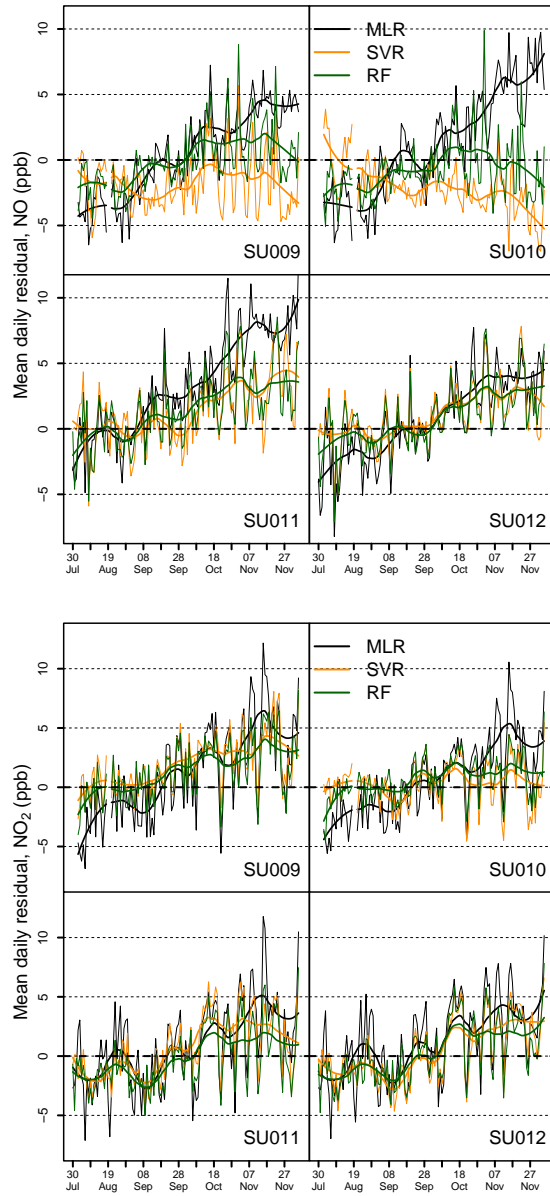 10
5
0
−5
MLR
SVR
RF
SU009
SU010
10
5
0
−5
SU011
SU012
Mean daily residual, NO (ppb)
30 19 08 28 18 07 27 30 19 08 28 18 07 27
Jul Aug Sep Sep Oct Nov Nov Jul Aug Sep Sep Oct Nov Nov
10
5
0
−5
MLR
SVR
RF
SU009
SU010
10
5
0
−5
SU011
SU012
Mean daily residual, NO₂ (ppb)
30 19 08 28 18 07 27 30 19 08 28 18 07 27
Jul Aug Sep Sep Oct Nov Nov Jul Aug Sep Sep Oct Nov Nov